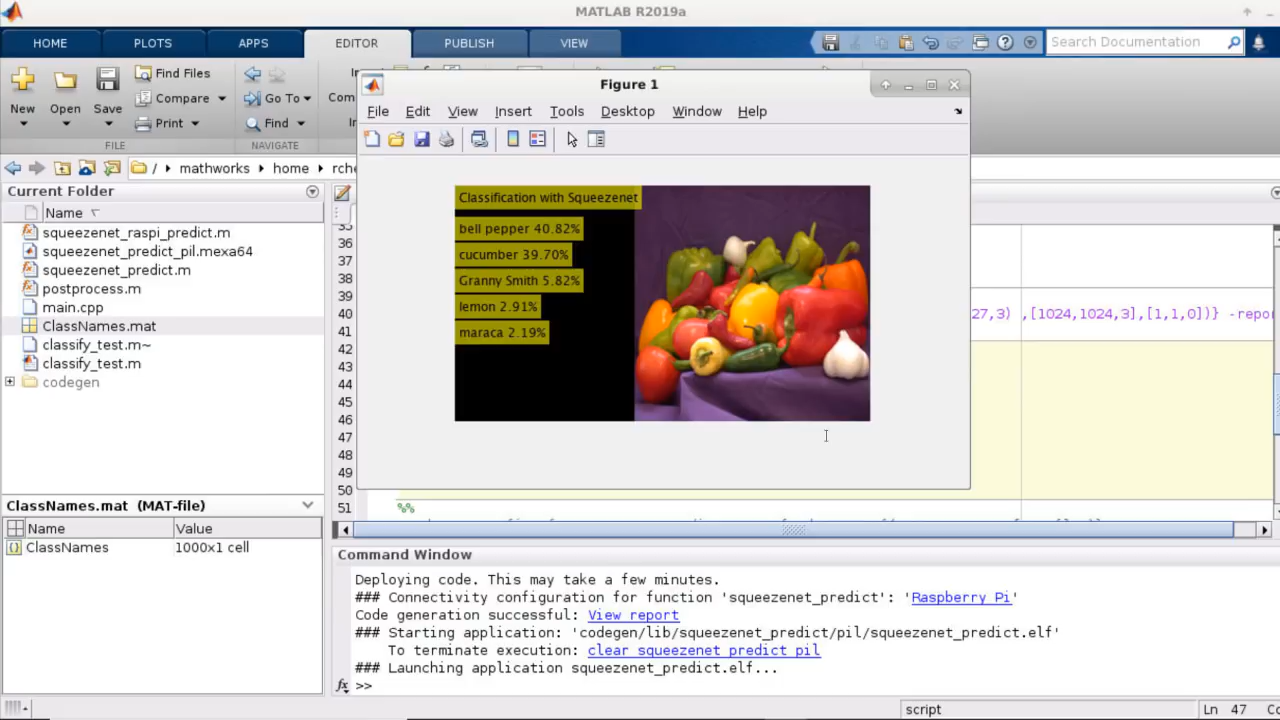 MATLAB R2019a
HOME
PLOTS
APPS
EDITOR
PUBLISH
VIEW
Search Documentation
New
Open
Save
Find Files
Compare
Print
Go To
Find
FILE
NAVIGATE
/ mathworks home rche
Current Folder
Name
squeezenet_raspi_predict.m
squeezenet_predict_pil.mexa64
squeezenet_predict.m
postprocess.m
main.cpp
ClassNames.mat
classify_test.m~
classify_test.m
codegen
ClassNames.mat (MAT-file)
Name Value
ClassNames 1000x1 cell
Figure 1
File Edit View Insert Tools Desktop Window Help
Classification with Squeezenet
bell pepper 40.82%
cucumber 39.70%
Granny Smith 5.82%
lemon 2.91%
maraca 2.19%
36
37
38
39
40
27,3) ,[1024,1024,3],[1,1,0])} -repor
41
42
43
44
45
46
47
48
49
50
51 %%
Command Window
Deploying code. This may take a few minutes.
### Connectivity configuration for function 'squeezenet_predict': 'Raspberry Pi'
Code generation successful: View report
### Starting application: 'codegen/lib/squeezenet_predict/pil/squeezenet_predict.elf'
To terminate execution: clear squeezenet_predict_pil
### Launching application squeezenet_predict.elf...
fx >>
script
Ln 47 Co